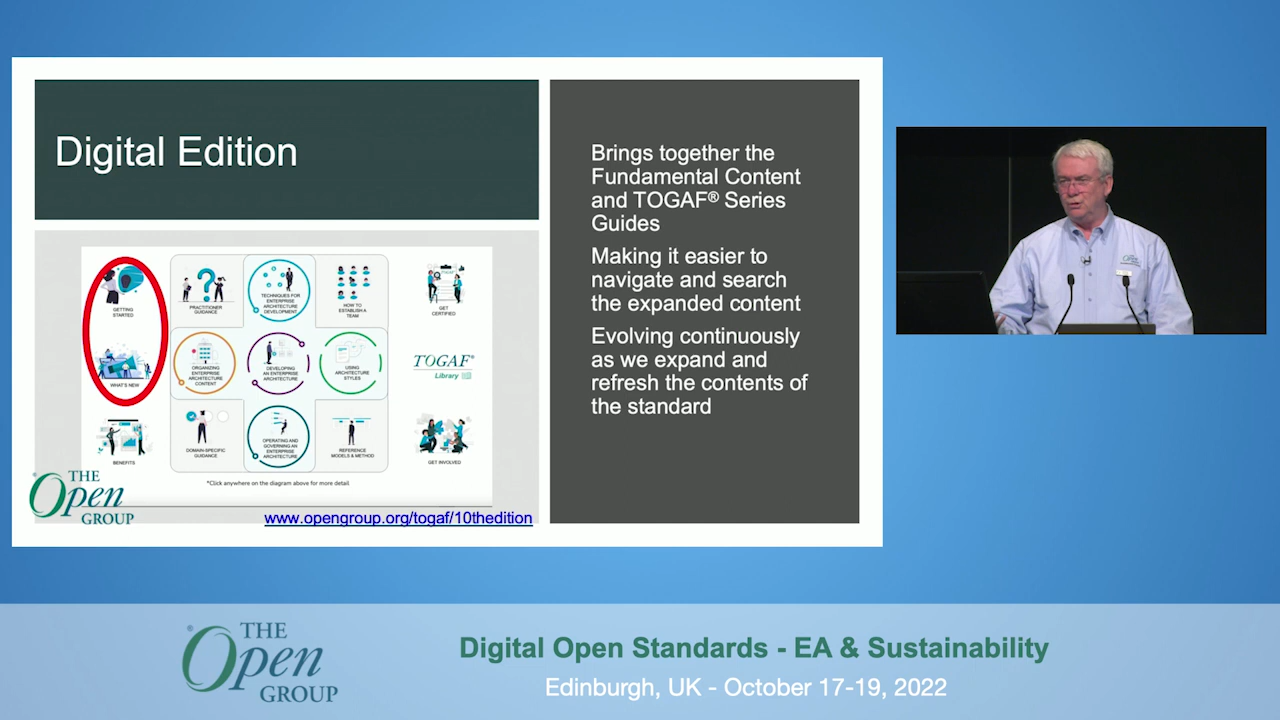 Digital Edition
Brings together the
Fundamental Content
and TOGAF® Series
Guides
Making it easier to
navigate and search
the expanded content
Evolving continuously
as we expand and
refresh the contents of
the standard
GETTING
STARTED
PRACTITIONER
GUIDANCE
TECHNIQUES FOR
ENTERPRISE
ARCHITECTURE
DEVELOPMENT
HOW TO
ESTABLISH A
TEAM
GET
CERTIFIED
WHAT'S NEW
ORGANIZING
ENTERPRISE
ARCHITECTURE
CONTENT
DEVELOPING
AN ENTERPRISE
ARCHITECTURE
USING
ARCHITECTURE
STYLES
TOGAF®
Library
BENEFITS
DOMAIN-SPECIFIC
GUIDANCE
OPERATING AND
GOVERNING AN
ENTERPRISE
ARCHITECTURE
REFERENCE
MODELS & METHOD
GET INVOLVED
*Click anywhere on the diagram above for more detail.
THE
Open
GROUP
www.opengroup.org/togaf/10thedition
THE
Open
GROUP
Digital Open Standards - EA & Sustainability
Edinburgh, UK - October 17-19, 2022